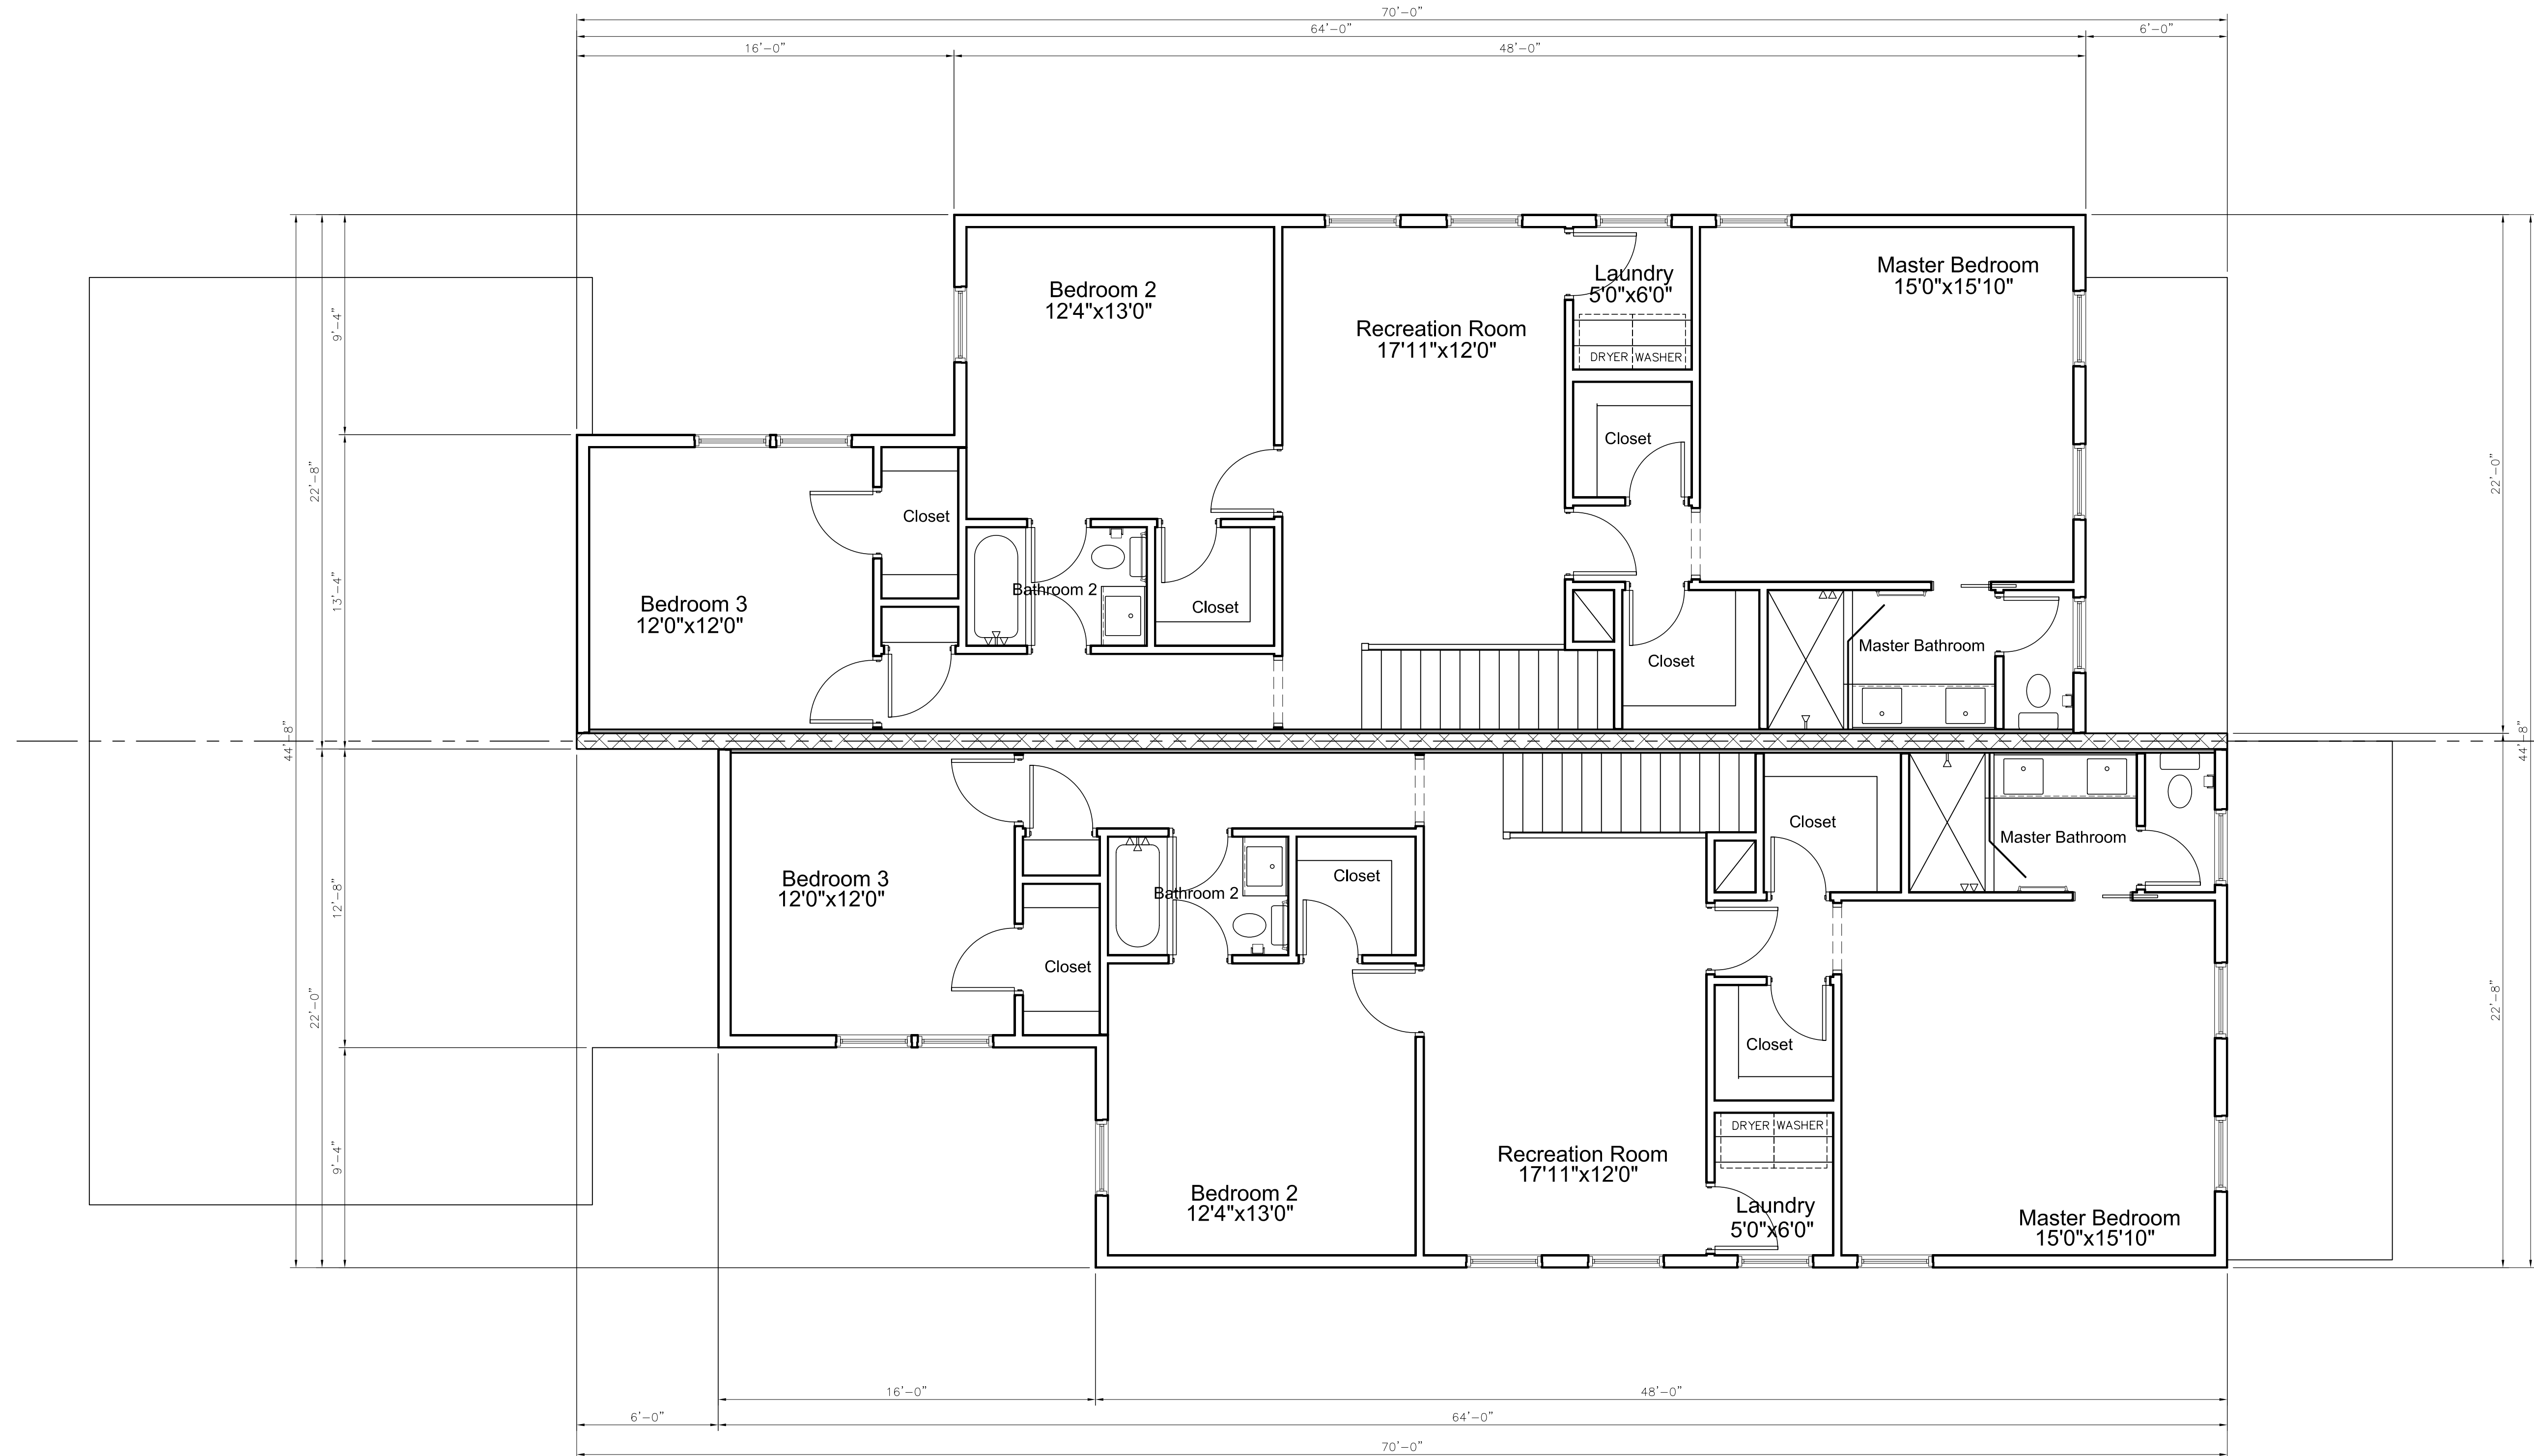 70'-0"
64'-0"
6'-0"
16'-0"
48'-0"
Master Bedroom
15'0"x15'10"
Laundry
5'0"x6'0"
Bedroom 2
12'4"x13'0"
Recreation Room
17'11"x12'0"
9'-4"
DRYER
WASHER
Closet
22'-8"
22'-0"
Closet
13'-4"
Bathroom 2
Bedroom 3
12'0"x12'0"
Closet
Master Bathroom
Closet
44'-8"
44'-8"
Closet
Master Bathroom
Bedroom 3
12'0"x12'0"
Closet
Bathroom 2
12'-8"
Closet
22'-0"
22'-8"
Closet
DRYER
WASHER
9'-4"
Recreation Room
17'11"x12'0"
Bedroom 2
12'4"x13'0"
Laundry
5'0"x6'0"
Master Bedroom
15'0"x15'10"
16'-0"
48'-0"
6'-0"
64'-0"
70'-0"